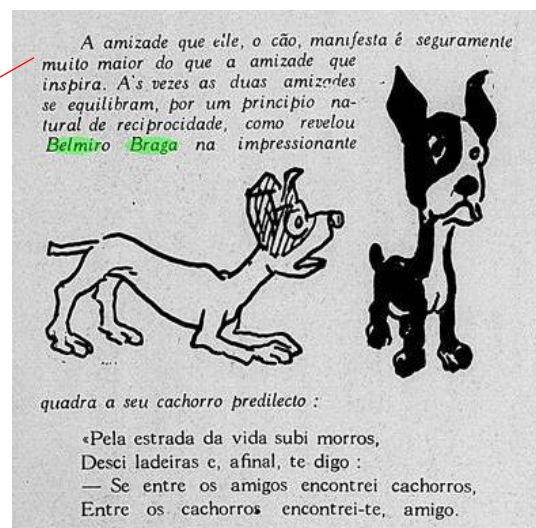 A amizade que elle, o cão, manifesta é seguramente
muito maior do que a amizade que
inspira. A's vezes as duas amizades
se equilibram, por um principio na-
tural de reciprocidade, como revelou
Belmiro Braga na impressionante
quadra a seu cachorro predilecto :
«Pela estrada da vida subi morros,
Desci ladeiras e, afinal, te digo :
— Se entre os amigos encontrei cachorros,
Entre os cachorros encontrei-te, amigo.